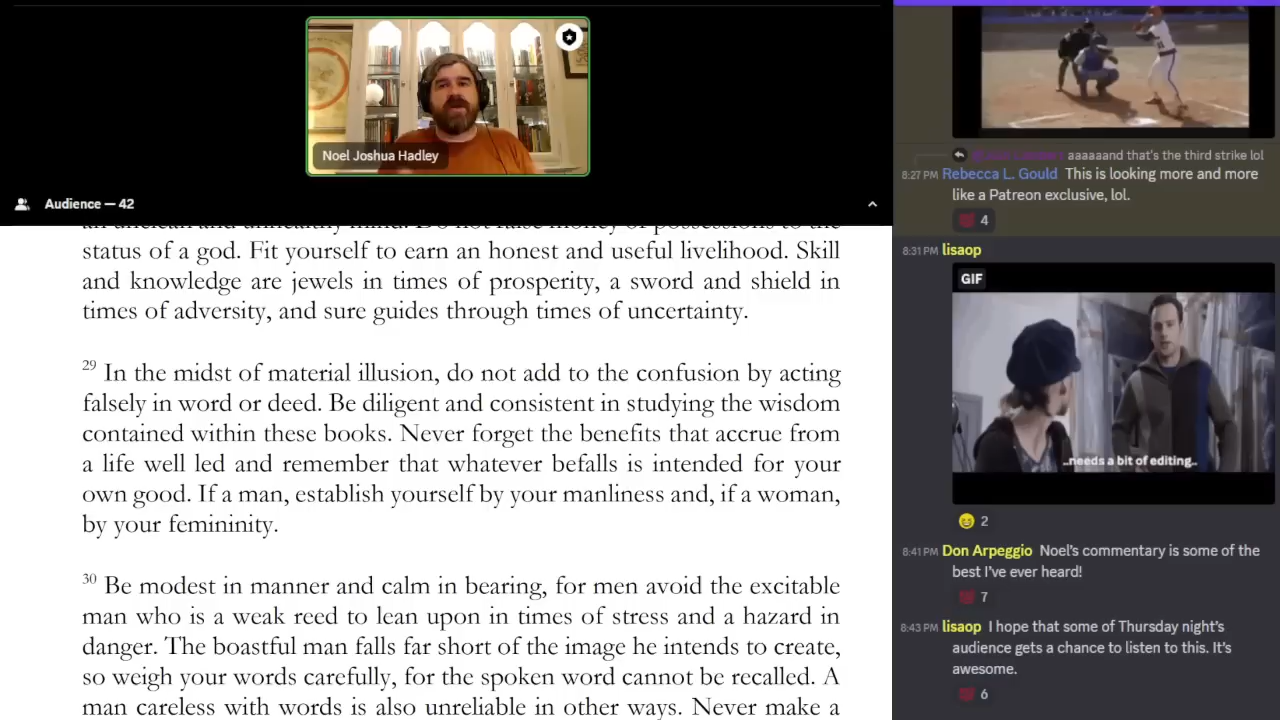 Noel Joshua Hadley
Audience — 42
status of a god. Fit yourself to earn an honest and useful livelihood. Skill
and knowledge are jewels in times of prosperity, a sword and shield in
times of adversity, and sure guides through times of uncertainty.
29 In the midst of material illusion, do not add to the confusion by acting
falsely in word or deed. Be diligent and consistent in studying the wisdom
contained within these books. Never forget the benefits that accrue from
a life well led and remember that whatever befalls is intended for your
own good. If a man, establish yourself by your manliness and, if a woman,
by your femininity.
30 Be modest in manner and calm in bearing, for men avoid the excitable
man who is a weak reed to lean upon in times of stress and a hazard in
danger. The boastful man falls far short of the image he intends to create,
so weigh your words carefully, for the spoken word cannot be recalled. A
man careless with words is also unreliable in other ways. Never make a
aaaaand that's the third strike lol
8:27 PM Rebecca L. Gould This is looking more and more
like a Patreon exclusive, lol.
4
8:31 PM lisaop
GIF
..needs a bit of editing..
2
8:41 PM Don Arpeggio Noel's commentary is some of the
best I've ever heard!
7
8:43 PM lisaop I hope that some of Thursday night's
audience gets a chance to listen to this. It's
awesome.
6